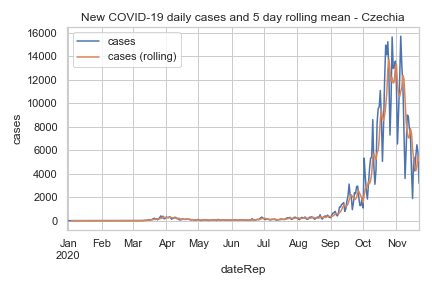 New COVID-19 daily cases and 5 day rolling mean - Czechia
cases
cases (rolling)
16000
14000
12000
10000
8000
6000
4000
2000
0
cases
Jan Feb Mar Apr May Jun Jul Aug Sep Oct Nov
2020
dateRep